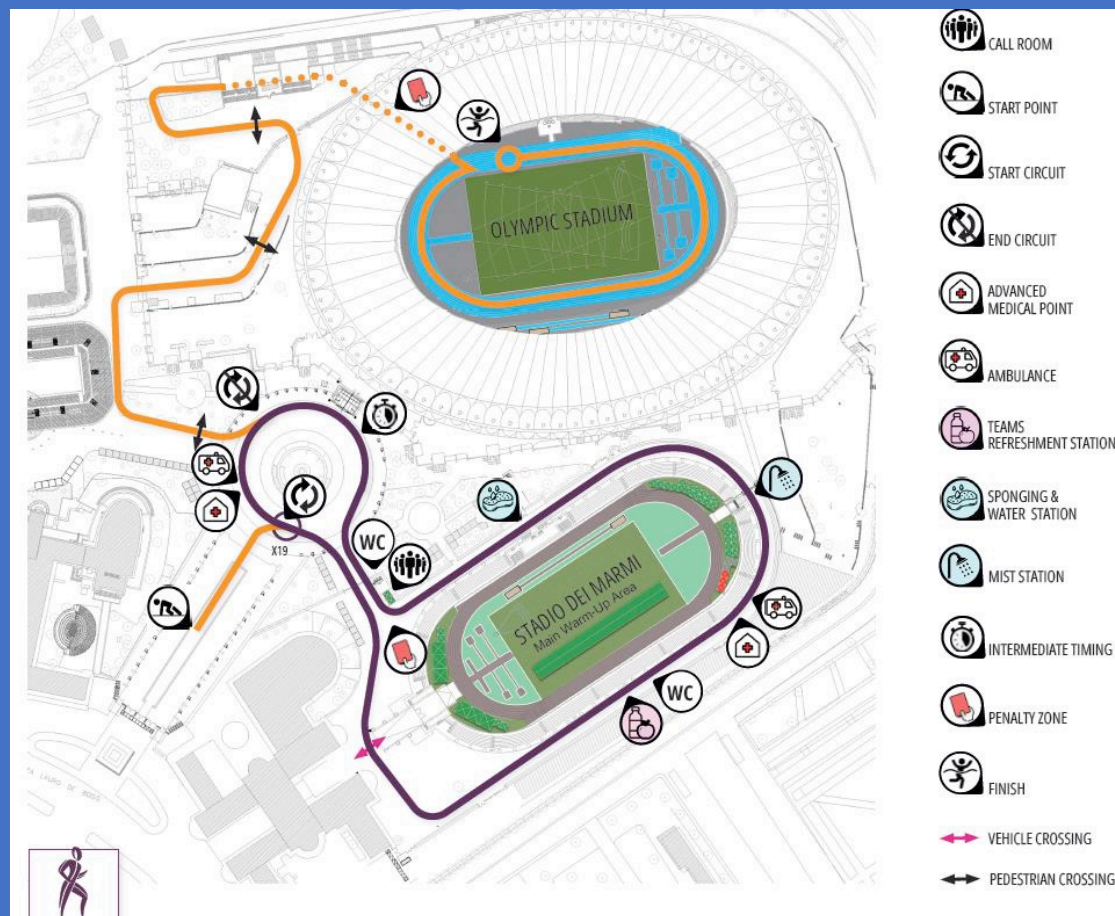 OLYMPIC STADIUM
X19
WC
STADIO DEI MARMI
Main Warm-Up Area
WC
CALL ROOM
START POINT
START CIRCUIT
END CIRCUIT
ADVANCED
MEDICAL POINT
AMBULANCE
TEAMS
REFRESHMENT STATION
SPONGING &
WATER STATION
MIST STATION
INTERMEDIATE TIMING
PENALTY ZONE
FINISH
VEHICLE CROSSING
PEDESTRIAN CROSSING